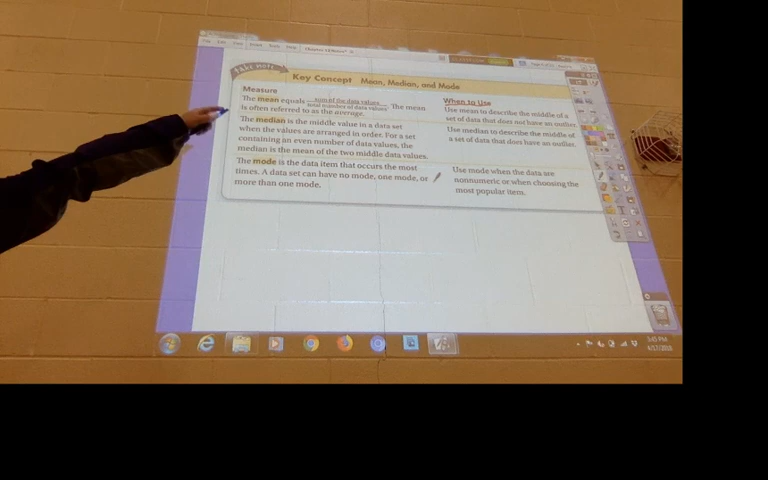 Take note
Key Concept Mean, Median, and Mode
Measure
The mean equals sum of the data values / total number of data values. The mean
is often referred to as the average.
The median is the middle value in a data set
when the values are arranged in order. For a set
containing an even number of data values, the
median is the mean of the two middle data values.
The mode is the data item that occurs the most
times. A data set can have no mode, one mode, or
more than one mode.
When to Use
Use mean to describe the middle of a
set of data that does not have an outlier.
Use median to describe the middle of
a set of data that does have an outlier.
Use mode when the data are
nonnumeric or when choosing the
most popular item.
3:05 PM